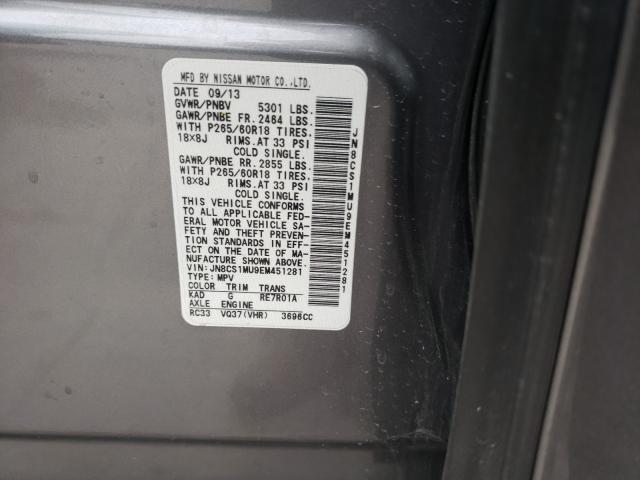 MFD BY NISSAN MOTOR CO.,LTD.
DATE 09/13
GVWR/PNBV 5301 LBS.
GAWR/PNBE FR. 2464 LBS.
WITH P265/60R18 TIRES.
18X8J RIMS.AT 33 PSI
COLD SINGLE.
GAWR/PNBE RR. 2855 LBS.
WITH P265/60R18 TIRES.
18X8J RIMS.AT 33 PSI
COLD SINGLE.
THIS VEHICLE CONFORMS
TO ALL APPLICABLE FED-
ERAL MOTOR VEHICLE SA-
FETY AND THEFT PREVEN-
TION STANDARDS IN EFF-
ECT ON THE DATE OF MA-
NUFACTURE SHOWN ABOVE.
VIN:JN8CS1MU9EM451281
TYPE:MPV
COLOR TRIM TRANS
KAD G RE7R01A
AXLE ENGINE
RC33 VQ37(VHR) 3696CC
JN8CS1MU9EM451281